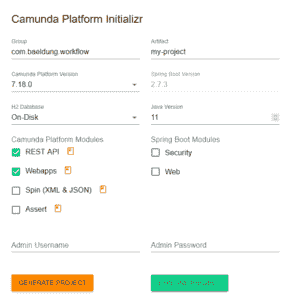 Camunda Platform Initializr
Group Artifact
com.baeldung.workflow my-project
Camunda Platform Version Spring Boot Version
7.18.0 2.7.3
H2 Database Java Version
On-Disk 11
Camunda Platform Modules Spring Boot Modules
REST API Security
Webapps Web
Spin (XML & JSON)
Assert
Admin Username Admin Password
GENERATE PROJECT